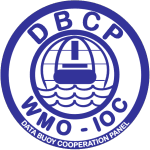 DBCP
WMO - IOC
DATA BUOY COOPERATION PANEL